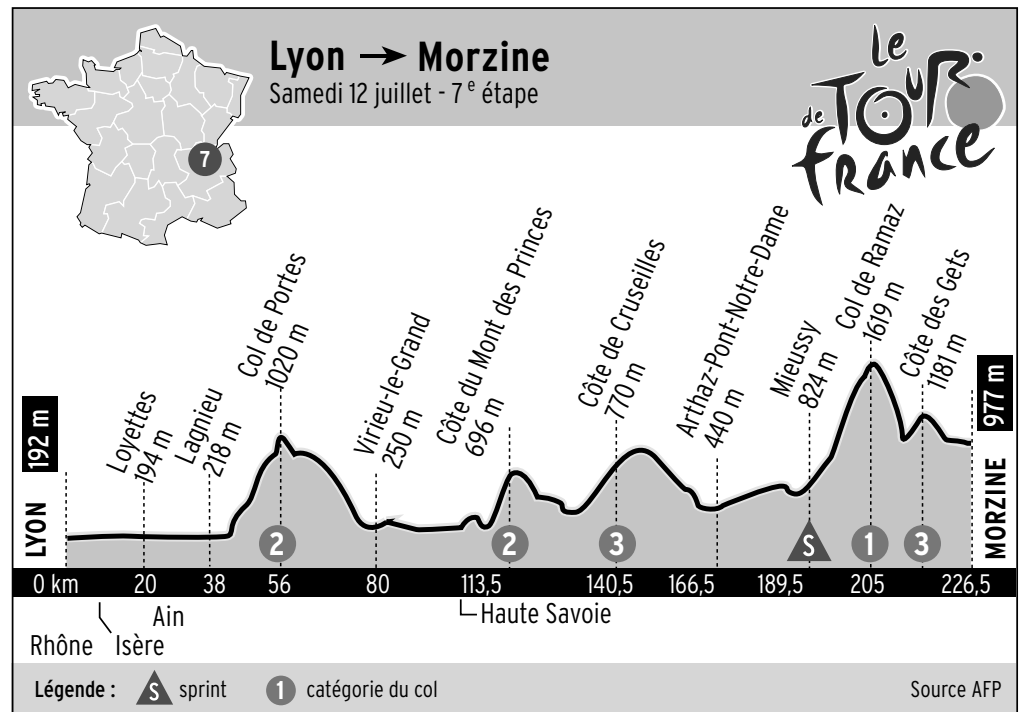 Lyon → Morzine
Samedi 12 juillet - 7e étape
7
Le
TOUR
de
france
LYON
192 m
Loyettes
194 m
Lagnieu
218 m
Col de Portes
1020 m
Virieu-le-Grand
250 m
Côte du Mont des Princes
696 m
Côte de Cruseilles
770 m
Arthaz-Pont-Notre-Dame
440 m
Mieussy
824 m
Col de Ramaz
1619 m
Côte des Gets
1181 m
977 m
MORZINE
2 2 3 S 1 3
0 km 20 38 56 80 113,5 140,5 166,5 189,5 205 226,5
Ain Haute Savoie
Rhône Isère
Légende : S sprint 1 catégorie du col Source AFP